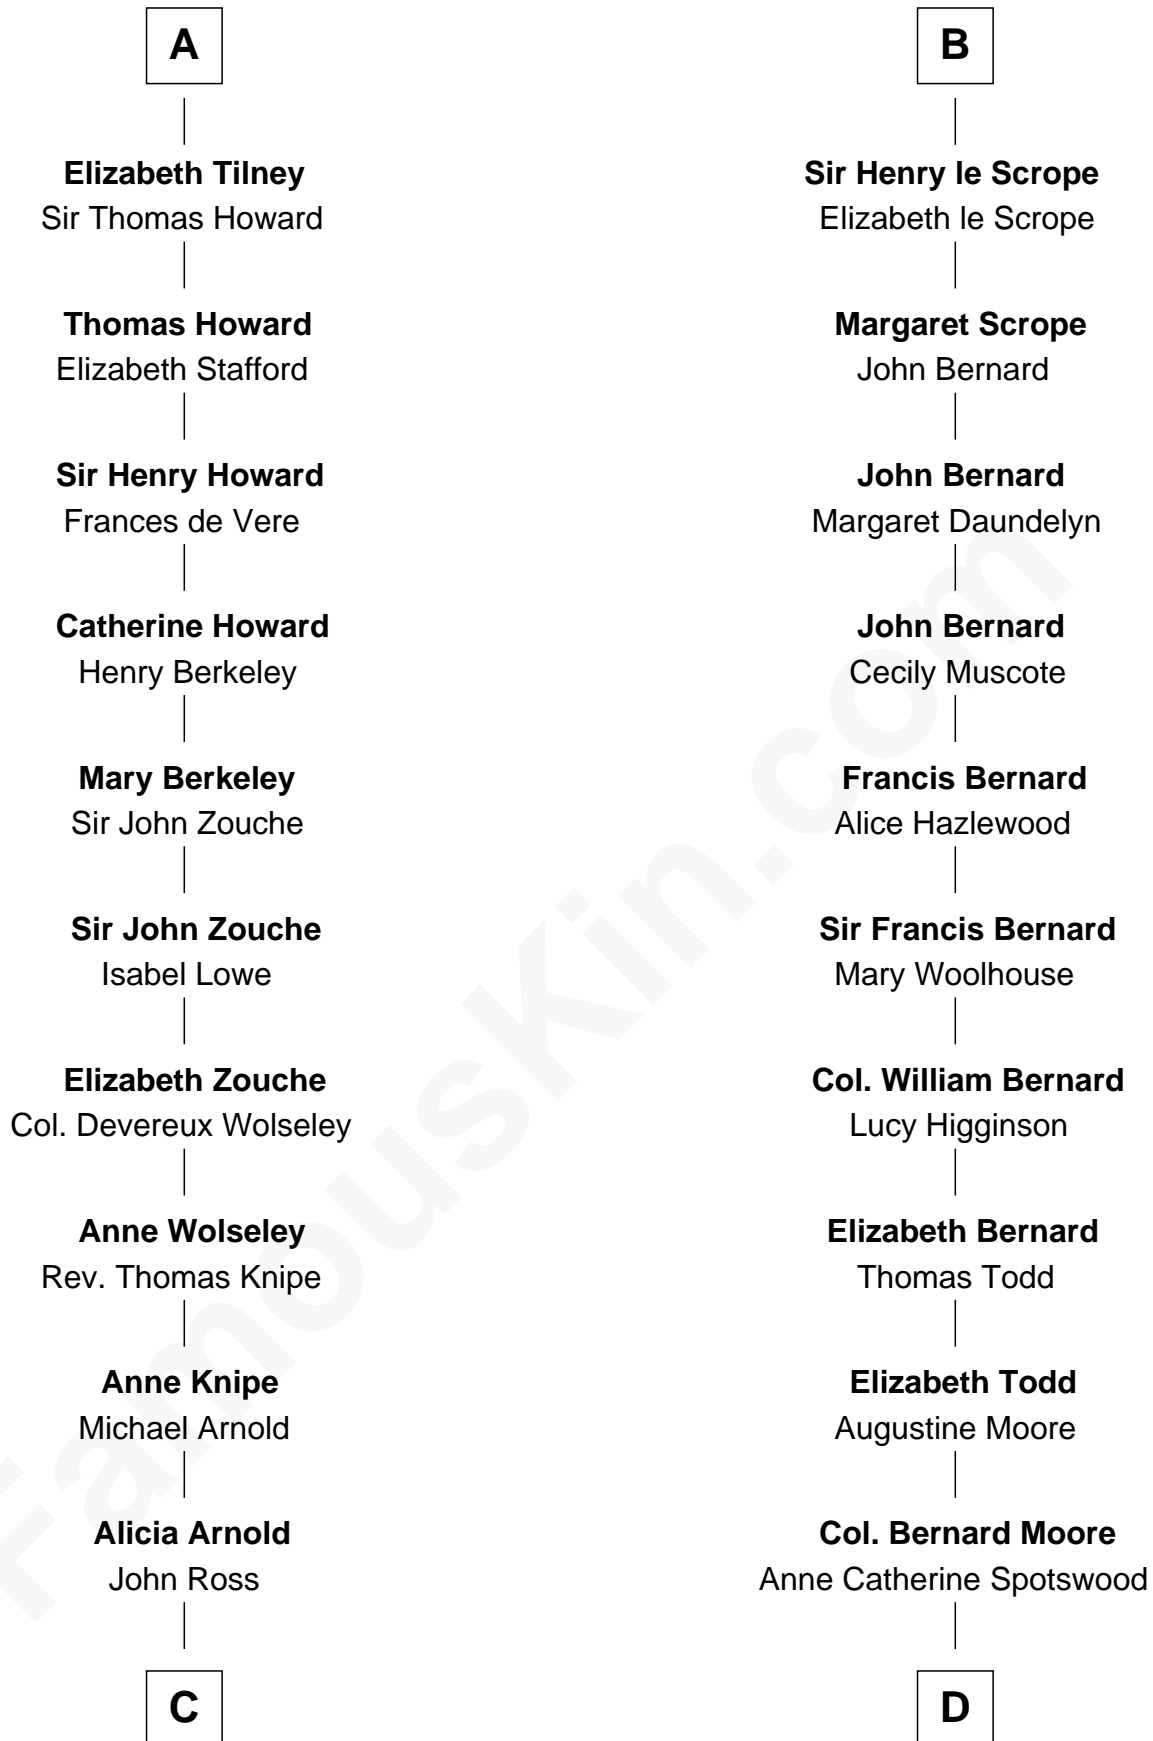 A
Elizabeth Tilney
Sir Thomas Howard
Thomas Howard
Elizabeth Stafford
Sir Henry Howard
Frances de Vere
Catherine Howard
Henry Berkeley
Mary Berkeley
Sir John Zouche
Sir John Zouche
Isabel Lowe
Elizabeth Zouche
Col. Devereux Wolseley
Anne Wolseley
Rev. Thomas Knipe
Anne Knipe
Michael Arnold
Alicia Arnold
John Ross
C
B
Sir Henry le Scrope
Elizabeth le Scrope
Margaret Scrope
John Bernard
John Bernard
Margaret Daundelyn
John Bernard
Cecily Muscote
Francis Bernard
Alice Hazlewood
Sir Francis Bernard
Mary Woolhouse
Col. William Bernard
Lucy Higginson
Elizabeth Bernard
Thomas Todd
Elizabeth Todd
Augustine Moore
Col. Bernard Moore
Anne Catherine Spotswood
D
FamousKin.com